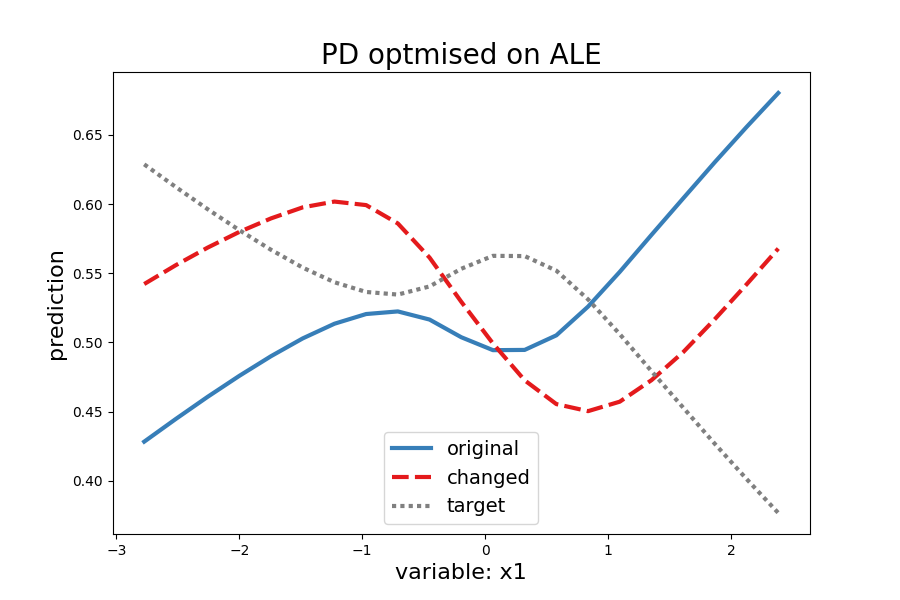 PD optmised on ALE
prediction
0.65
0.60
0.55
0.50
0.45
0.40
original
changed
target
−3
−2
−1
0
1
2
variable: x1